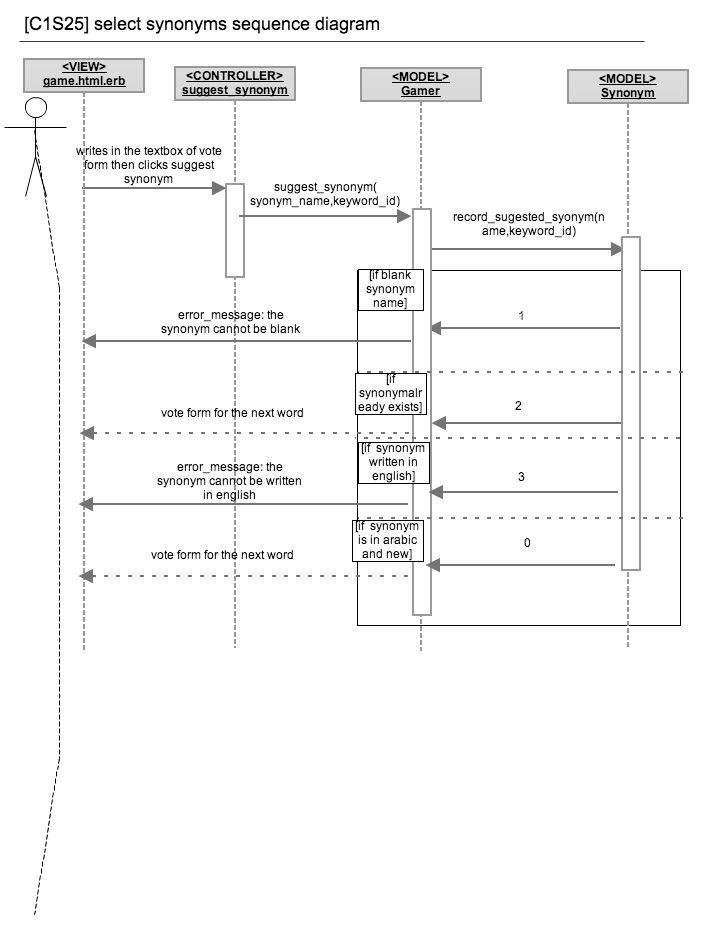 [C1S25] select synonyms sequence diagram
<VIEW>
game.html.erb
<CONTROLLER>
suggest_synonym
<MODEL>
Gamer
<MODEL>
Synonym
writes in the textbox of vote
form then clicks suggest
synonym
suggest_synonym(
synonym_name,keyword_id)
record_sugested_synonym(n
ame,keyword_id)
[if blank
synonym
name]
error_message: the
synonym cannot be blank
1
[if
synonymalr
eady exists]
vote form for the next word
2
[if synonym
written in
english]
error_message: the
synonym cannot be written
in english
3
[if synonym
is in arabic
and new]
vote form for the next word
0